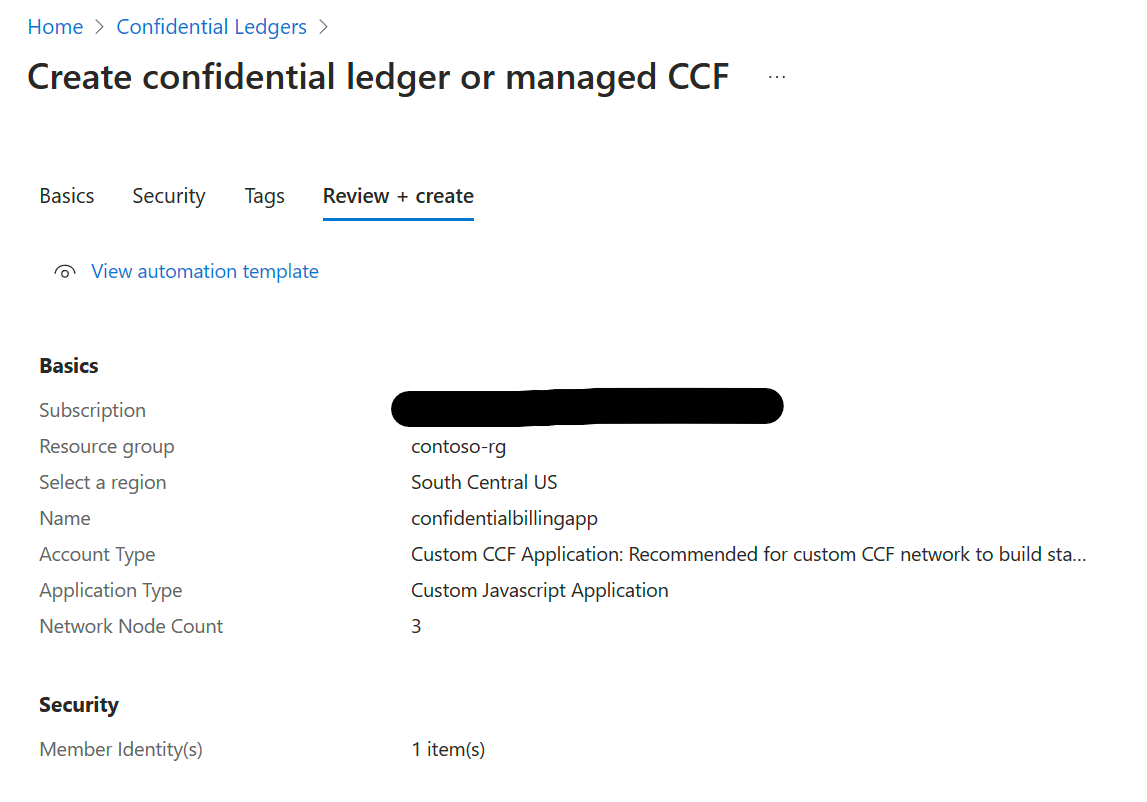 Home > Confidential Ledgers >
Create confidential ledger or managed CCF ...
Basics Security Tags Review + create
View automation template
Basics
Subscription
Resource group contoso-rg
Select a region South Central US
Name confidentialbillingapp
Account Type Custom CCF Application: Recommended for custom CCF network to build sta...
Application Type Custom Javascript Application
Network Node Count 3
Security
Member Identity(s) 1 item(s)